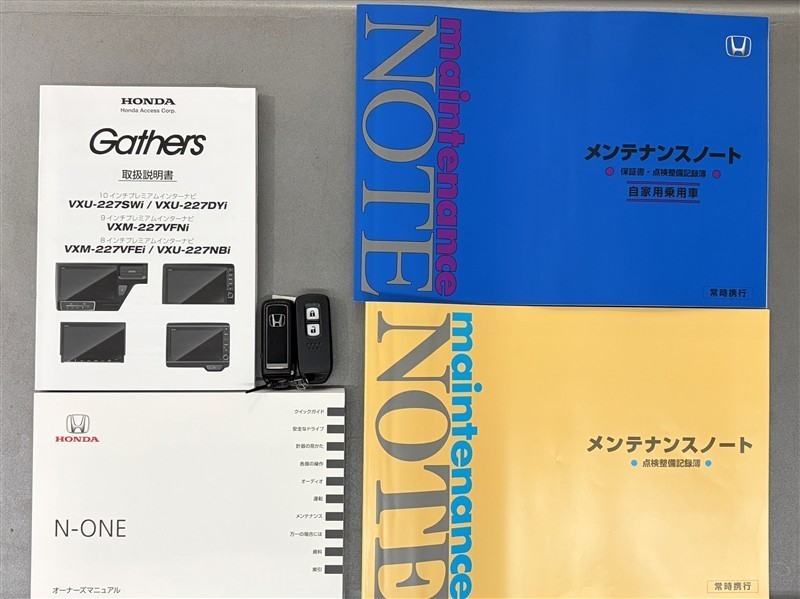 HONDA
Honda Access Corp.
Gathers
取扱説明書
10インチプレミアムインターナビ
VXU-227SWi / VXU-227DYi
9インチプレミアムインターナビ
VXM-227VFNi
8インチプレミアムインターナビ
VXM-227VFEi / VXU-227NBi
maintenance
NOTE
メンテナンスノート
保証書・点検整備記録簿
自家用乗用車
常時携行
HONDA
N-ONE
オーナーズマニュアル
クイックガイド
安全なドライブ
計器の見かた
各部の操作
オーディオ
運転
メンテナンス
万一の場合には
資料
索引
maintenance
NOTE
メンテナンスノート
点検整備記録簿
常時携行